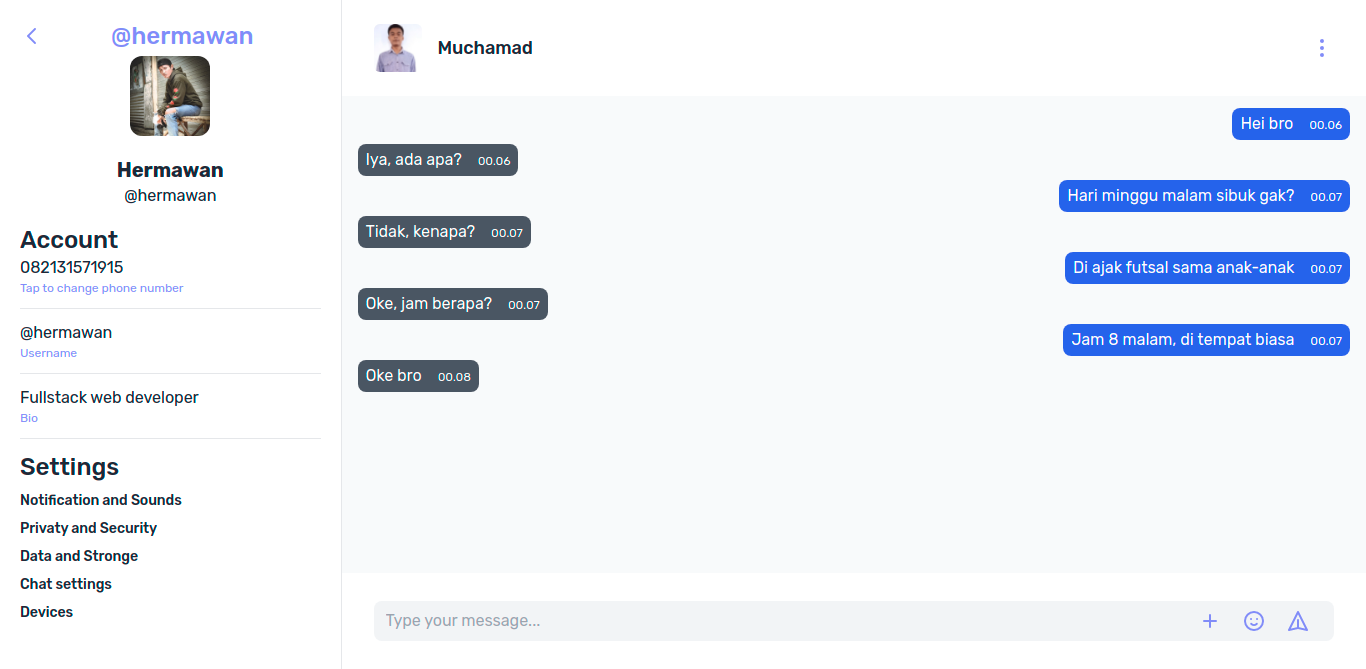 @hermawan
Hermawan
@hermawan
Account
082131571915
Tap to change phone number
@hermawan
Username
Fullstack web developer
Bio
Settings
Notification and Sounds
Privaty and Security
Data and Stronge
Chat settings
Devices
Muchamad
Hei bro 00.06
Iya, ada apa? 00.06
Hari minggu malam sibuk gak? 00.07
Tidak, kenapa? 00.07
Di ajak futsal sama anak-anak 00.07
Oke, jam berapa? 00.07
Jam 8 malam, di tempat biasa 00.07
Oke bro 00.08
Type your message...